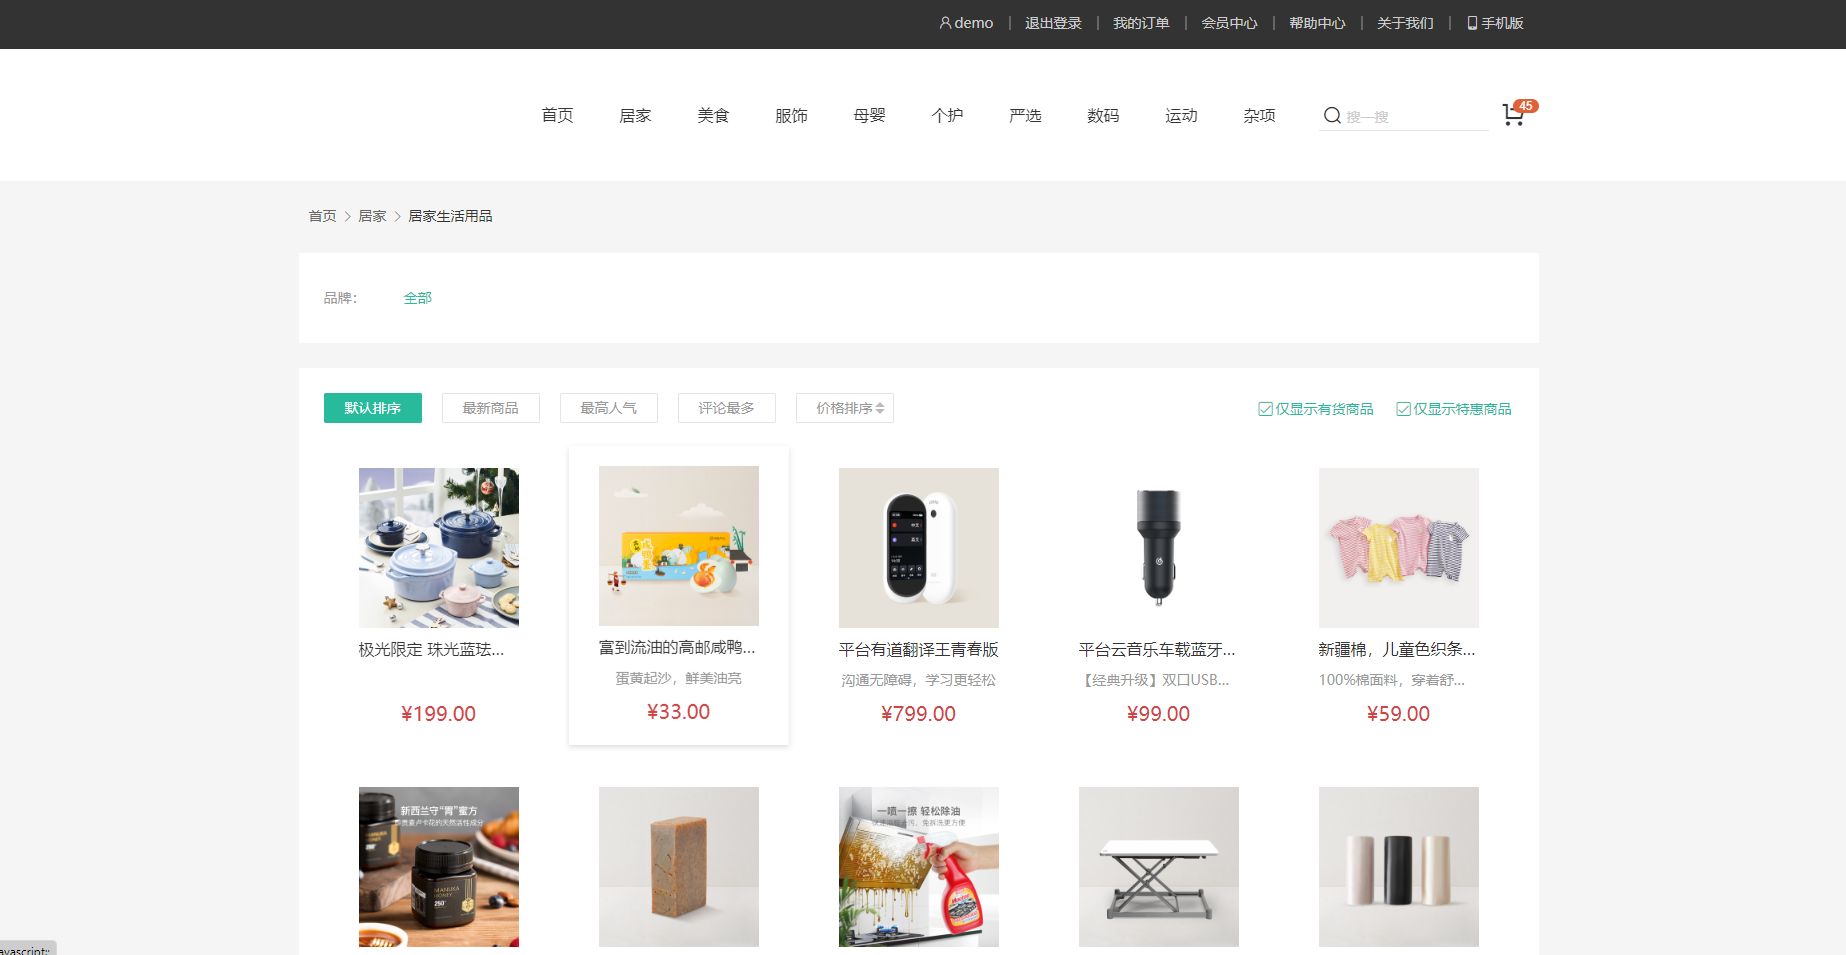 demo 退出登录 我的订单 会员中心 帮助中心 关于我们 手机版
首页 居家 美食 服饰 母婴 个护 严选 数码 运动 杂项 搜一搜 45
首页 > 居家 > 居家生活用品
品牌： 全部
默认排序 最新商品 最高人气 评论最多 价格排序 仅显示有货商品 仅显示特惠商品
极光限定 珠光蓝珐...
¥199.00
富到流油的高邮咸鸭...
蛋黄起沙，鲜美油亮
¥33.00
平台有道翻译王青春版
沟通无障碍，学习更轻松
¥799.00
平台云音乐车载蓝牙...
【经典升级】双口USB...
¥99.00
新疆棉，儿童色织条...
100%棉面料，穿着舒...
¥59.00
新西兰守“胃”蜜方
MANUKA
HONEY
250
一喷一擦 轻松除油
免拆洗更方便
avascript:;